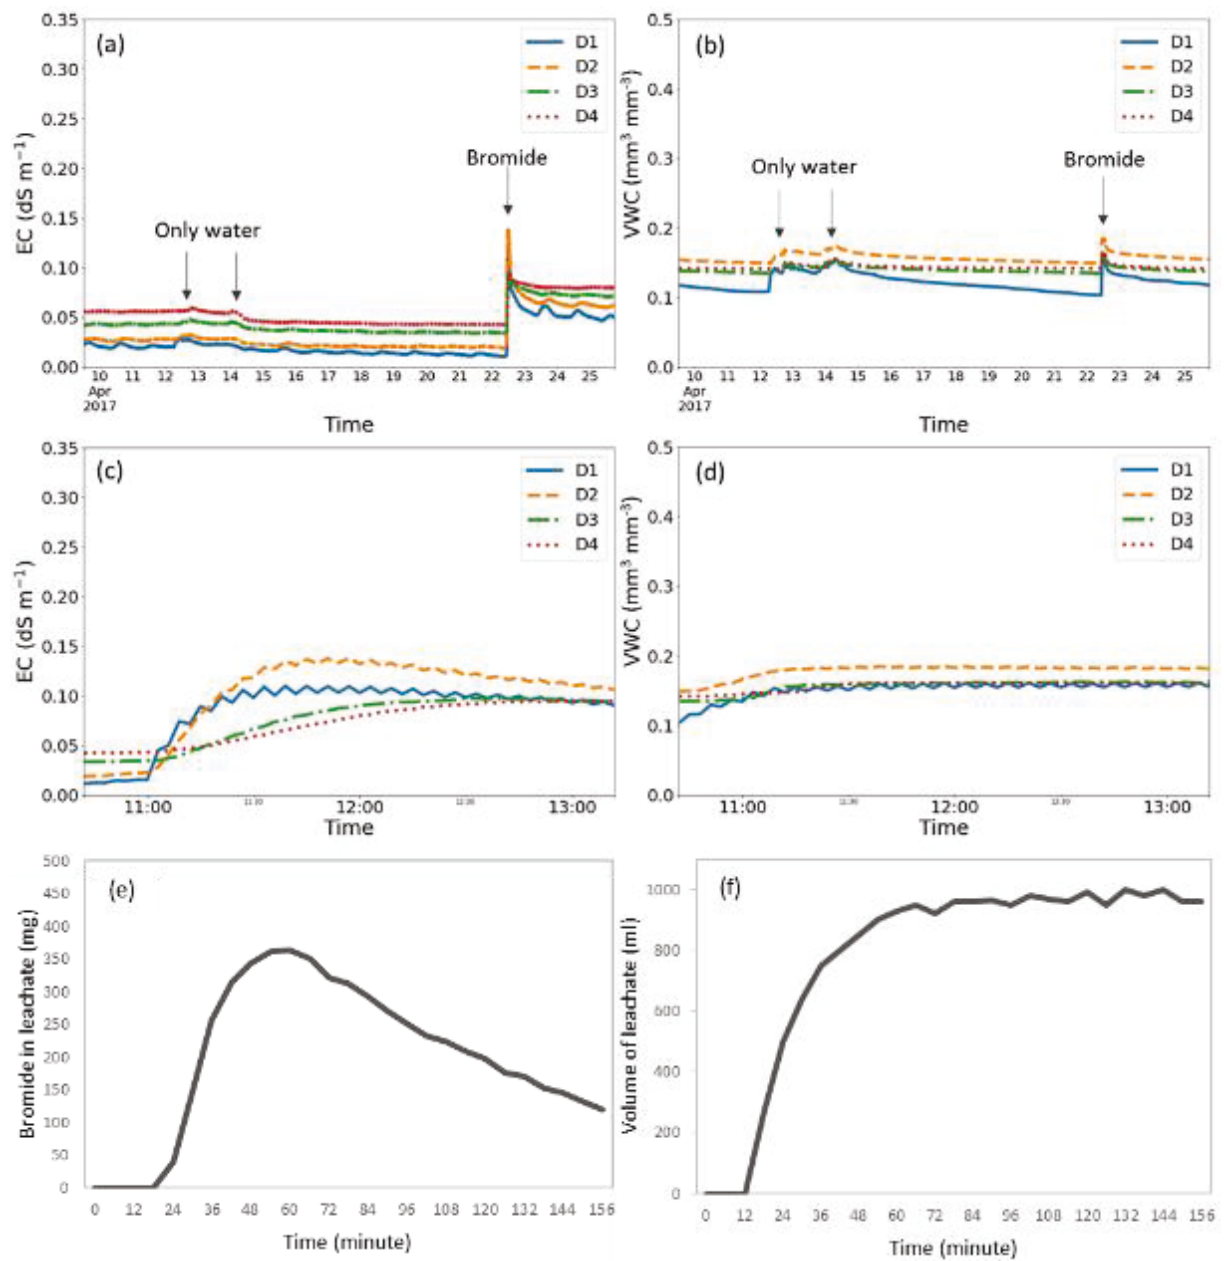 (a)
D1
D2
D3
D4
Bromide
Only water
EC (dS m⁻¹)
0.35
0.30
0.25
0.20
0.15
0.10
0.05
0.00
10 11 12 13 14 15 16 17 18 19 20 21 22 23 24 25
Apr
2017
Time
(b)
D1
D2
D3
D4
Only water
Bromide
VWC (mm³ mm⁻³)
0.5
0.4
0.3
0.2
0.1
0.0
10 11 12 13 14 15 16 17 18 19 20 21 22 23 24 25
Apr
2017
Time
(c)
D1
D2
D3
D4
EC (dS m⁻¹)
0.35
0.30
0.25
0.20
0.15
0.10
0.05
0.00
11:00 11:30 12:00 12:30 13:00
Time
(d)
D1
D2
D3
D4
VWC (mm³ mm⁻³)
0.5
0.4
0.3
0.2
0.1
0.0
11:00 11:30 12:00 12:30 13:00
Time
(e)
Bromide in leachate (mg)
500
450
400
350
300
250
200
150
100
50
0
0 12 24 36 48 60 72 84 96 108 120 132 144 156
Time (minute)
(f)
Volume of leachate (ml)
1000
800
600
400
200
0
0 12 24 36 48 60 72 84 96 108 120 132 144 156
Time (minute)